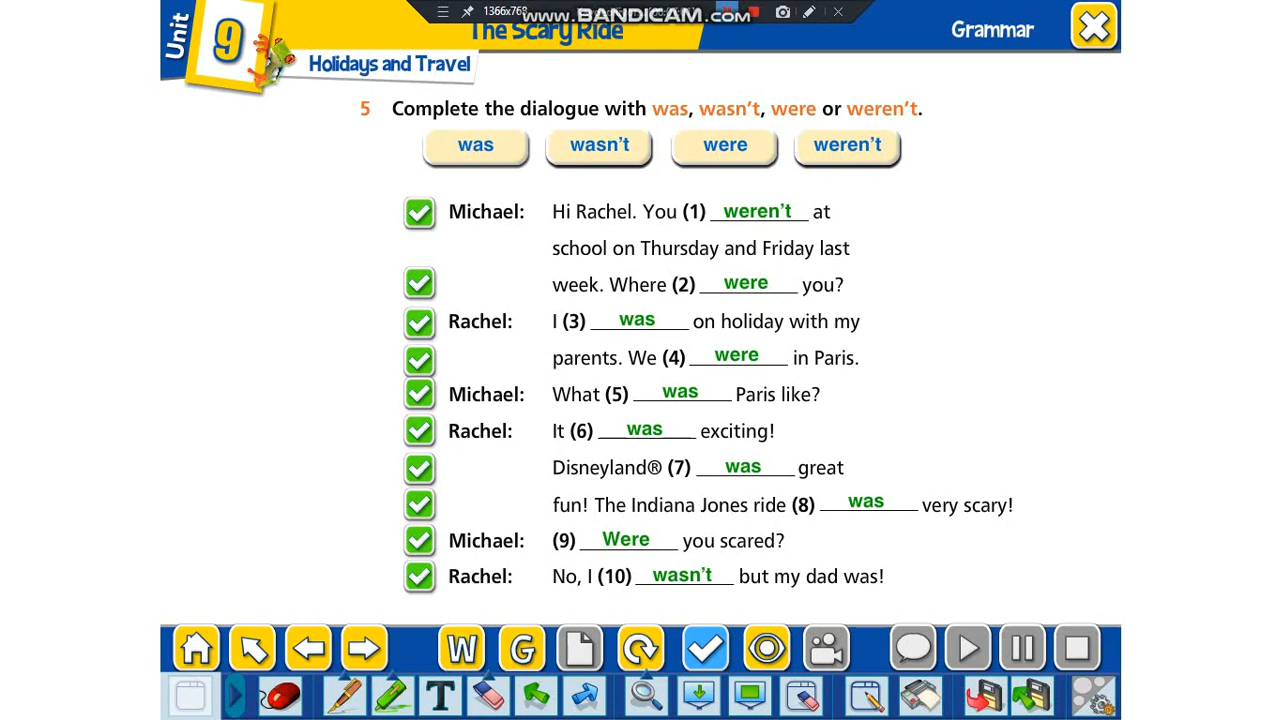 1366x768
www.BANDICAM.com
Unit 9
The Scary Ride
Grammar
Holidays and Travel
5 Complete the dialogue with was, wasn't, were or weren't.
was wasn't were weren't
Michael: Hi Rachel. You (1) weren't at
school on Thursday and Friday last
week. Where (2) were you?
Rachel: I (3) was on holiday with my
parents. We (4) were in Paris.
Michael: What (5) was Paris like?
Rachel: It (6) was exciting!
Disneyland® (7) was great
fun! The Indiana Jones ride (8) was very scary!
Michael: (9) Were you scared?
Rachel: No, I (10) wasn't but my dad was!
W G
T